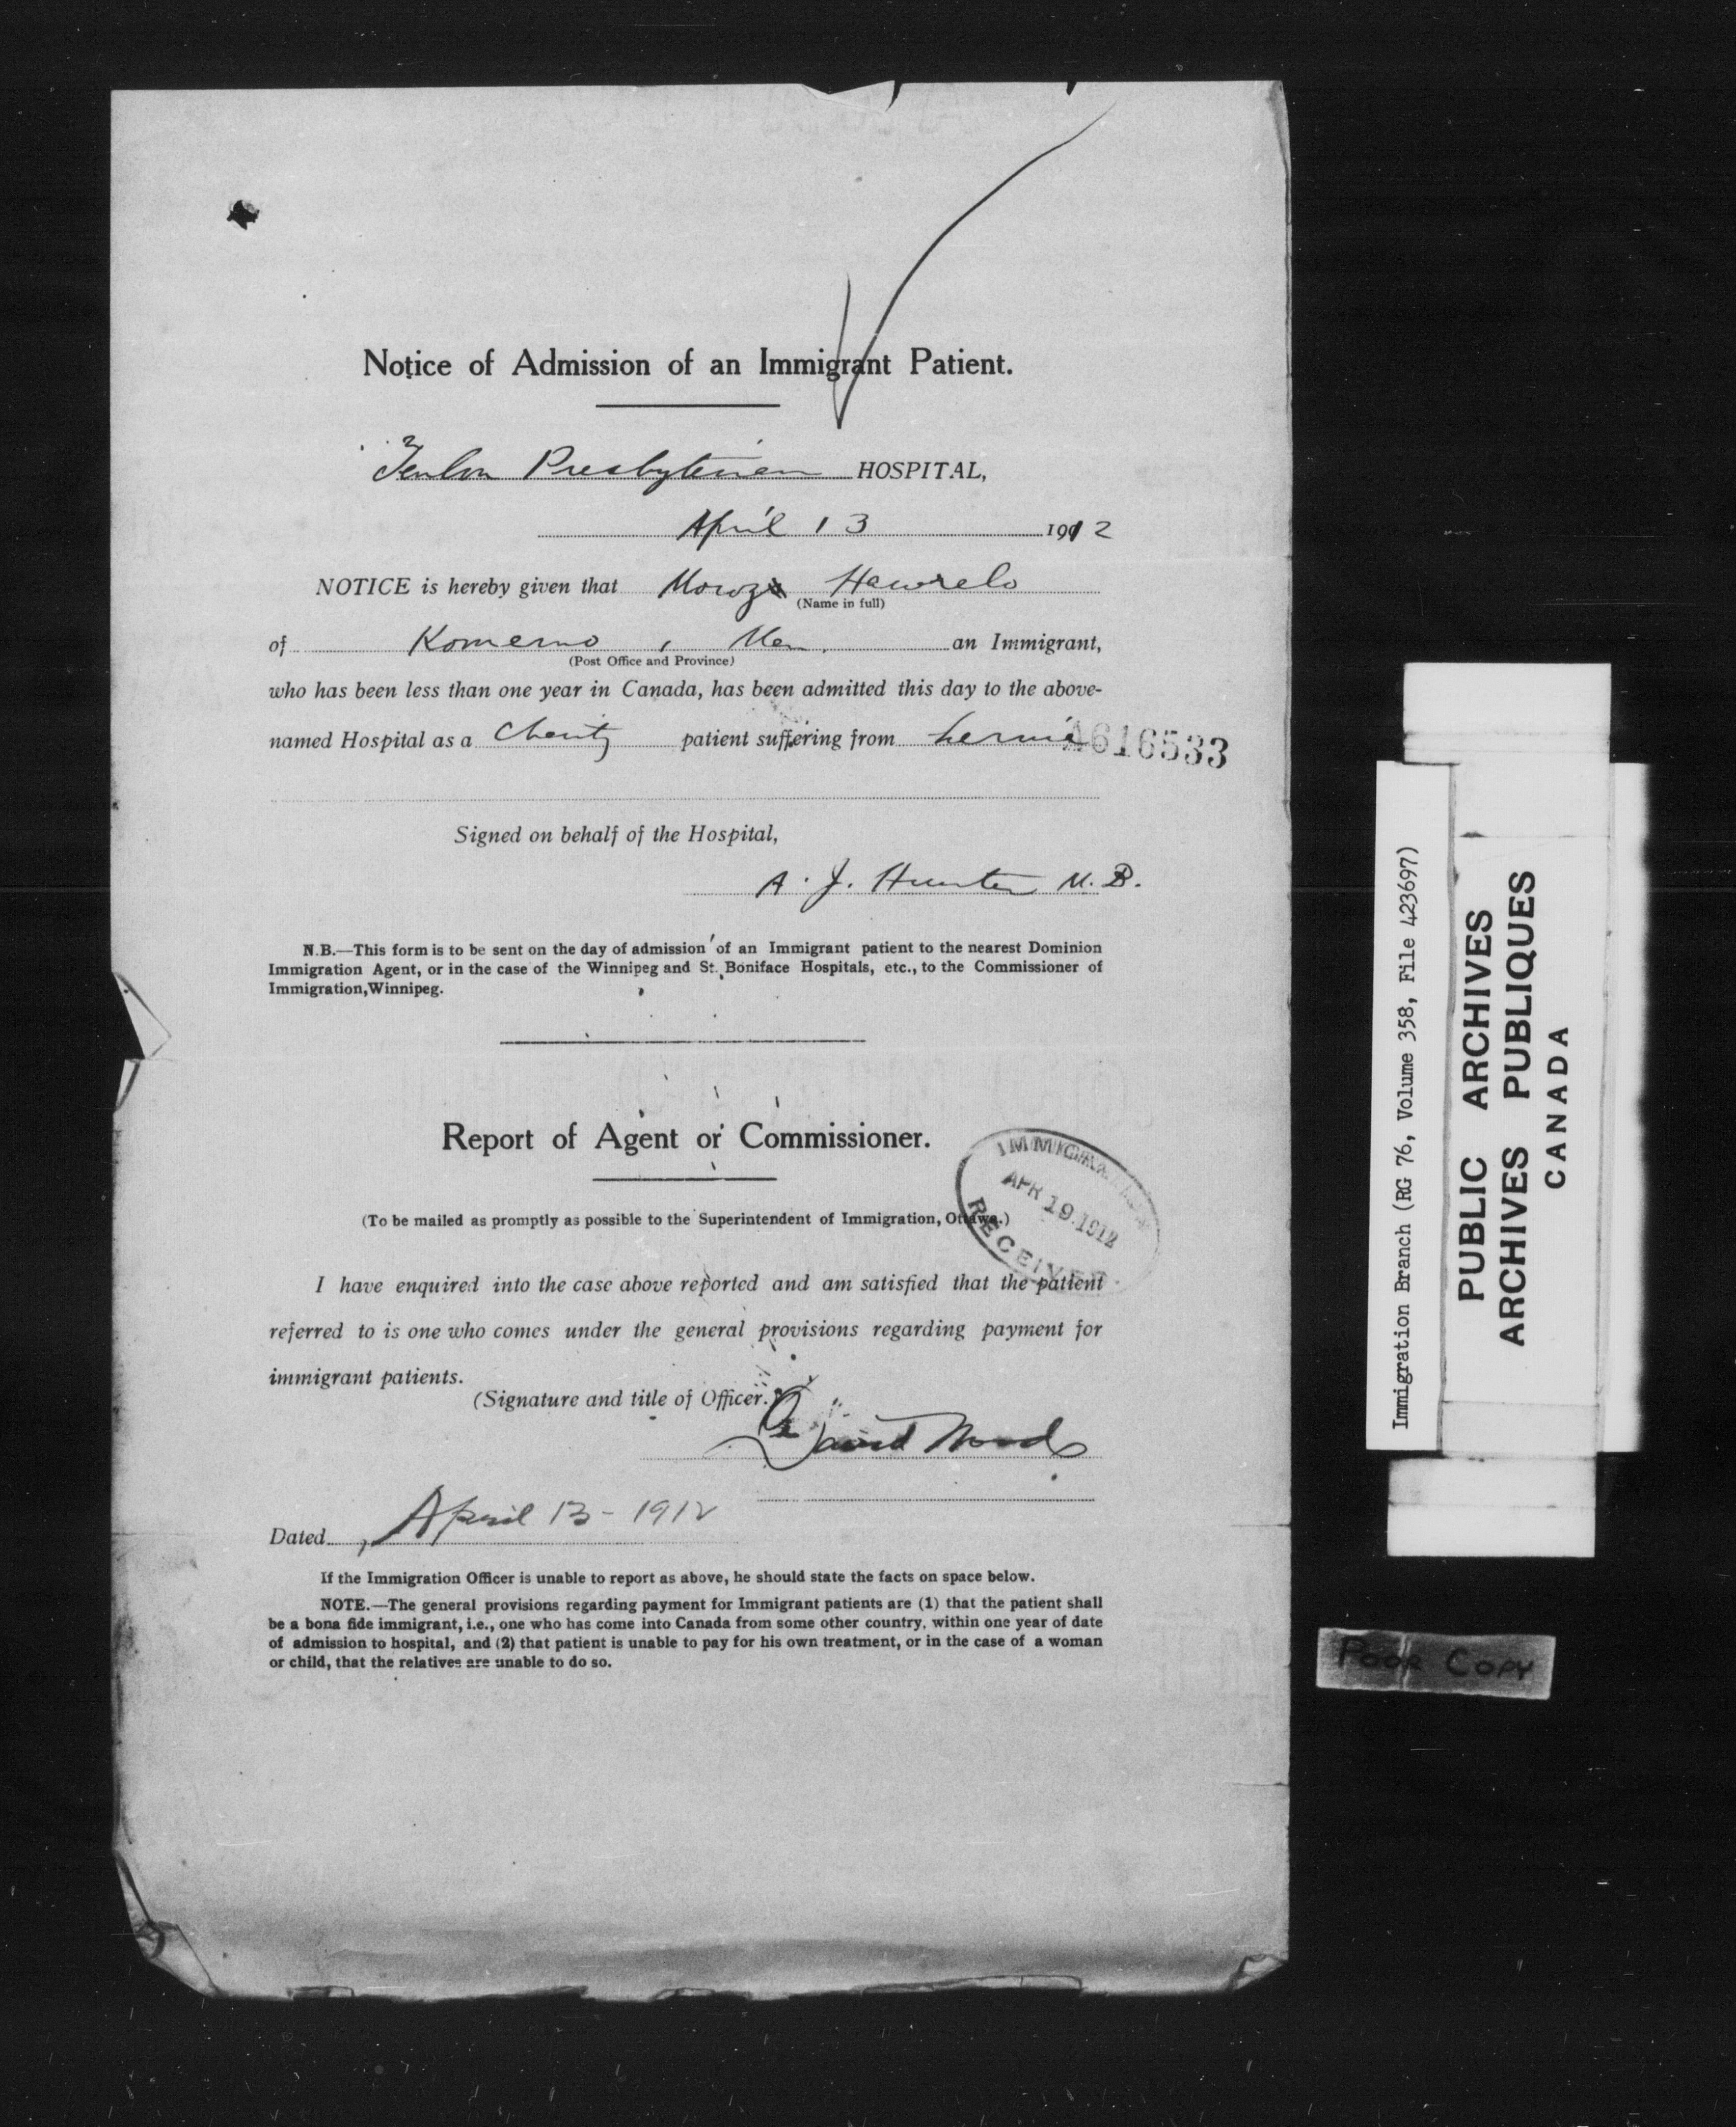 Notice of Admission of an Immigrant Patient.
Teulon Presbyterian HOSPITAL,
April 13 1912
NOTICE is hereby given that Moroz Hawrelo
(Name in full)
of Komarno, Man. an Immigrant,
(Post Office and Province)
who has been less than one year in Canada, has been admitted this day to the above-
named Hospital as a Charity patient suffering from hernia
A616533
Signed on behalf of the Hospital,
A. J. Hunter M.B.
N.B.—This form is to be sent on the day of admission of an Immigrant patient to the nearest Dominion
Immigration Agent, or in the case of the Winnipeg and St. Boniface Hospitals, etc., to the Commissioner of
Immigration, Winnipeg.
Report of Agent or Commissioner.
IMMIGRATION
APR 19 1912
RECEIVED.
(To be mailed as promptly as possible to the Superintendent of Immigration, Ottawa.)
I have enquired into the case above reported and am satisfied that the patient
referred to is one who comes under the general provisions regarding payment for
immigrant patients.
(Signature and title of Officer.)
David Wood
Dated, April 13 - 1912
If the Immigration Officer is unable to report as above, he should state the facts on space below.
NOTE.—The general provisions regarding payment for Immigrant patients are (1) that the patient shall
be a bona fide immigrant, i.e., one who has come into Canada from some other country, within one year of date
of admission to hospital, and (2) that patient is unable to pay for his own treatment, or in the case of a woman
or child, that the relatives are unable to do so.
Immigration Branch (RG 76, Volume 358, File 423697)
PUBLIC ARCHIVES
ARCHIVES PUBLIQUES
CANADA
POOR COPY